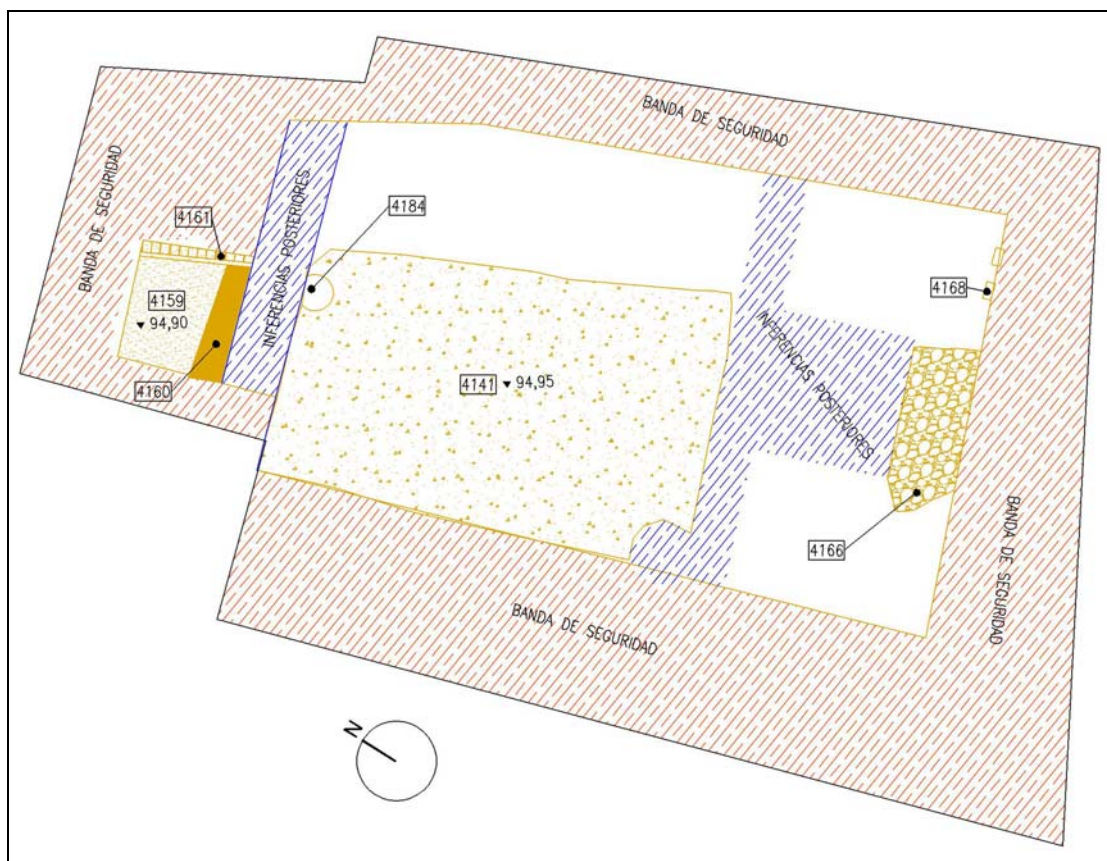 BANDA DE SEGURIDAD
BANDA DE SEGURIDAD
INFERENCIAS POSTERIORES
4184
4161
4159
94,90
4160
4168
INFERENCIAS POSTERIORES
4141 94,95
4166
BANDA DE SEGURIDAD
BANDA DE SEGURIDAD
N